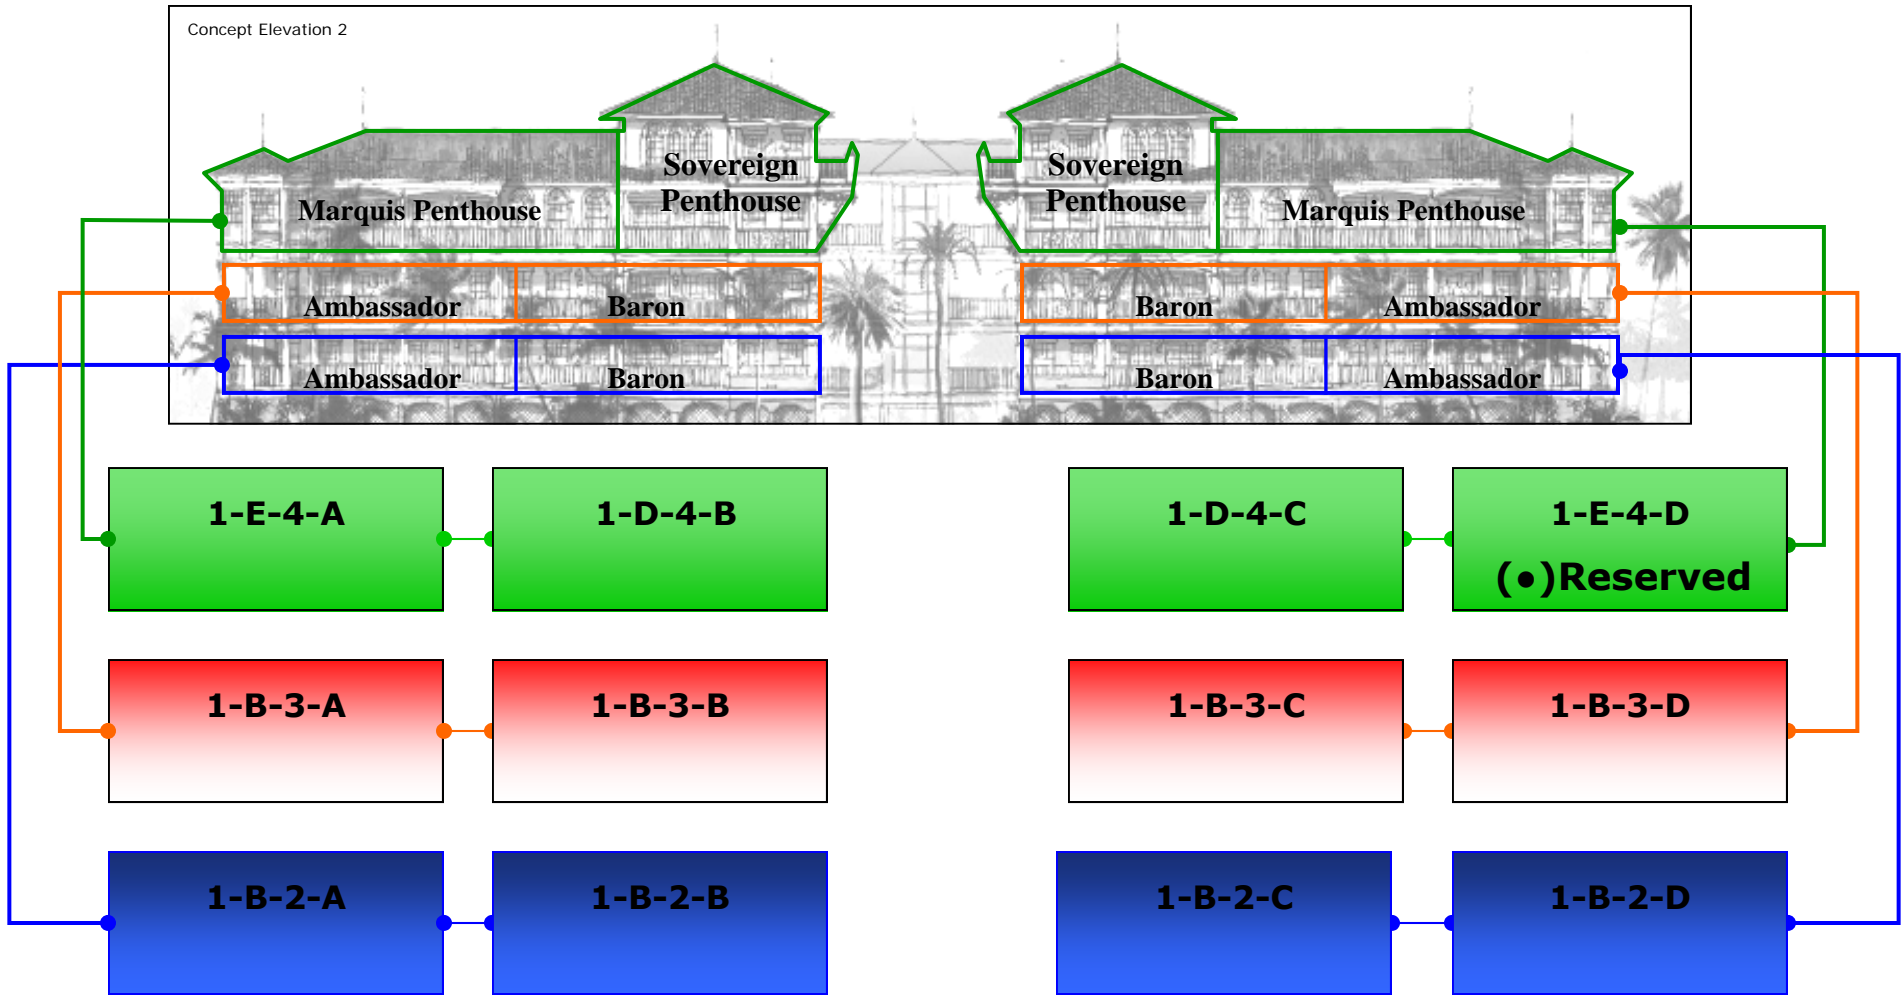 Concept Elevation 2
Sovereign
Penthouse
Marquis Penthouse
Sovereign
Penthouse
Marquis Penthouse
Ambassador
Baron
Baron
Ambassador
Ambassador
Baron
Baron
Ambassador
1-E-4-A
1-D-4-B
1-D-4-C
1-E-4-D
(●)Reserved
1-B-3-A
1-B-3-B
1-B-3-C
1-B-3-D
1-B-2-A
1-B-2-B
1-B-2-C
1-B-2-D